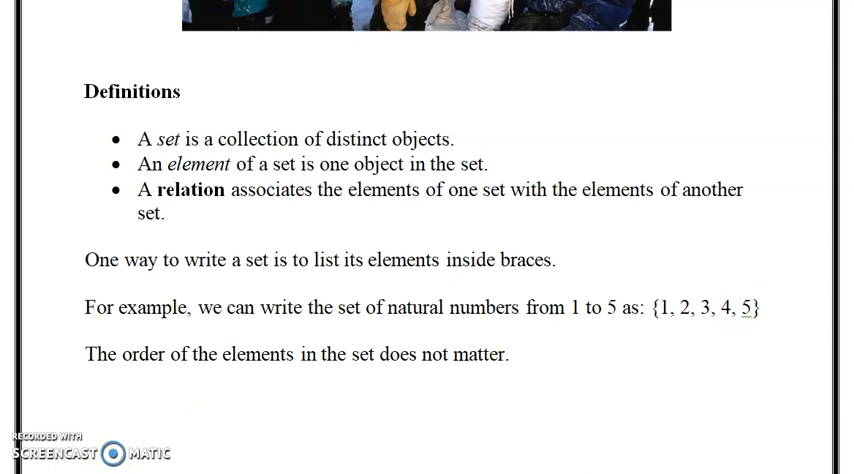 Definitions
• A set is a collection of distinct objects.
• An element of a set is one object in the set.
• A relation associates the elements of one set with the elements of another
set.
One way to write a set is to list its elements inside braces.
For example, we can write the set of natural numbers from 1 to 5 as: {1, 2, 3, 4, 5}
The order of the elements in the set does not matter.
RECORDED WITH
SCREENCAST MATIC